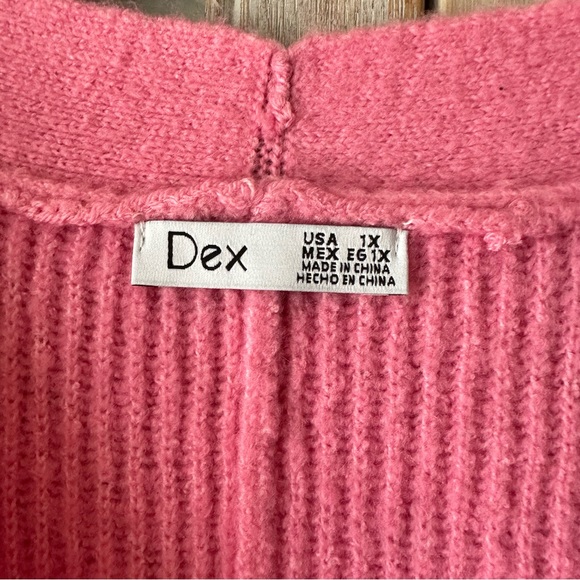 Dex
USA 1X
MEX EG 1X
MADE IN CHINA
HECHO EN CHINA